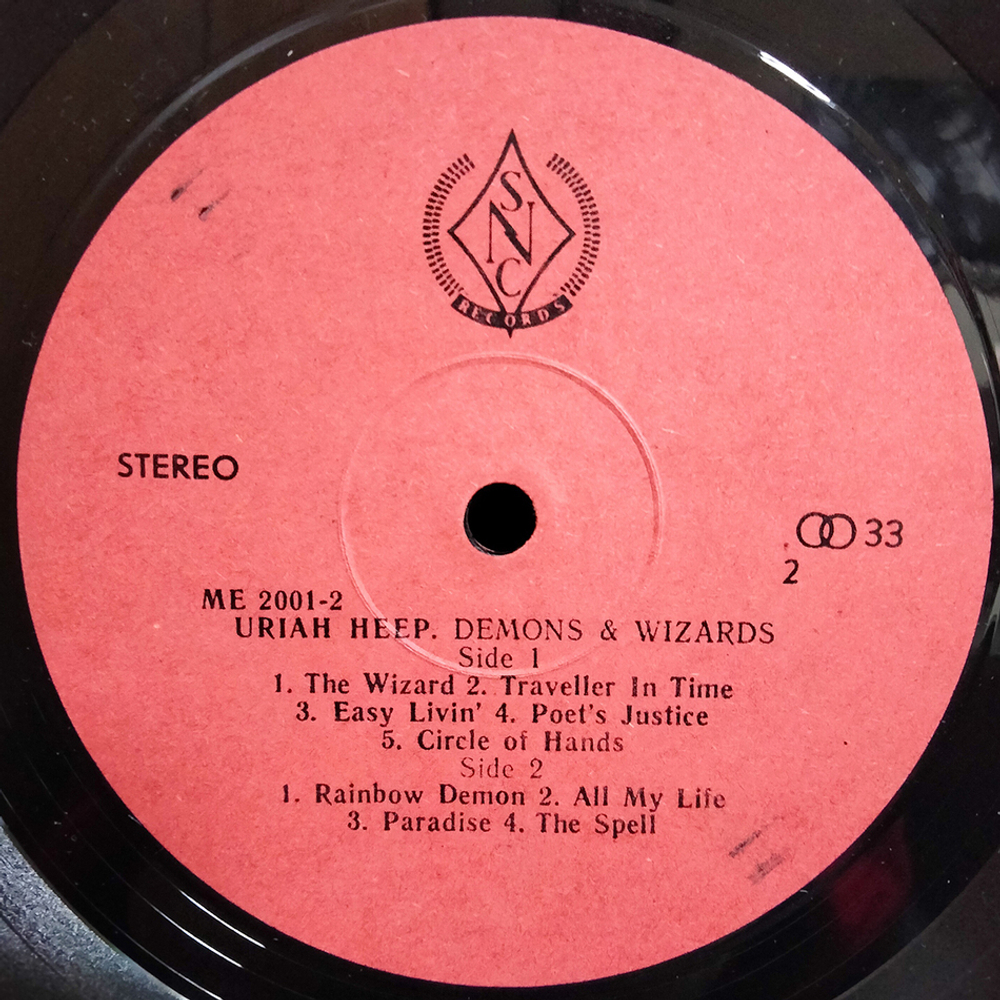 SNC
RECORDS
STEREO
33
2
ME 2001-2
URIAH HEEP. DEMONS & WIZARDS
Side 1
1. The Wizard 2. Traveller In Time
3. Easy Livin' 4. Poet's Justice
5. Circle of Hands
Side 2
1. Rainbow Demon 2. All My Life
3. Paradise 4. The Spell